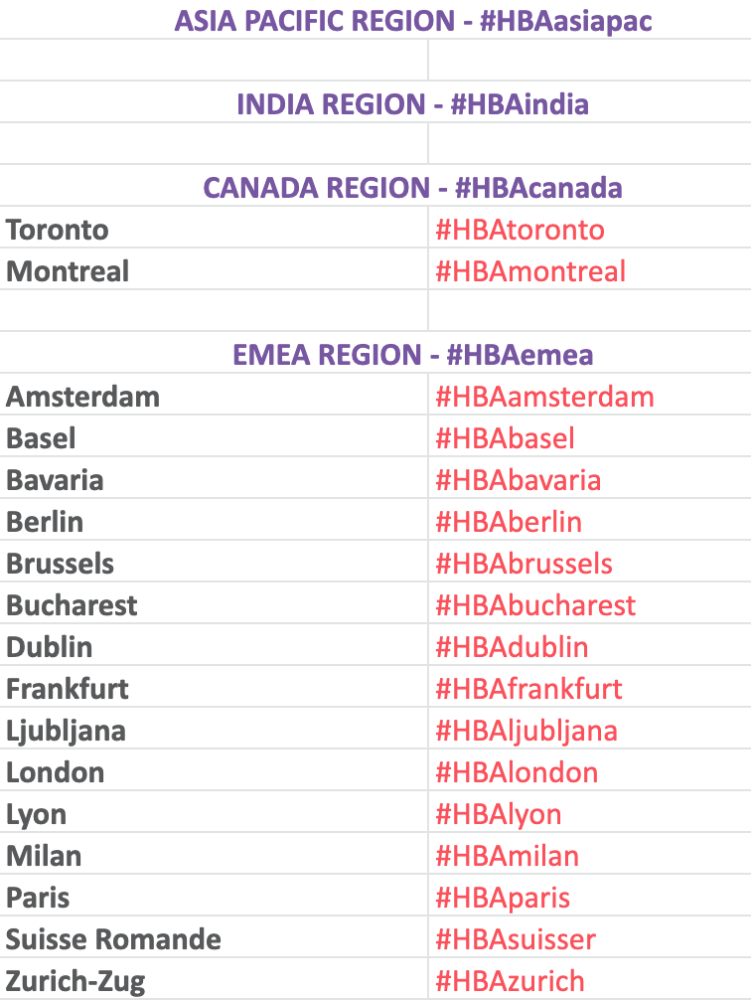 ASIA PACIFIC REGION - #HBAasiapac
INDIA REGION - #HBAindia
CANADA REGION - #HBAcanada
Toronto #HBAtoronto
Montreal #HBAmontreal
EMEA REGION - #HBAemea
Amsterdam #HBAamsterdam
Basel #HBAbasel
Bavaria #HBAbavaria
Berlin #HBAberlin
Brussels #HBAbrussels
Bucharest #HBAbucharest
Dublin #HBAdublin
Frankfurt #HBAfrankfurt
Ljubljana #HBAljubljana
London #HBAlondon
Lyon #HBAlyon
Milan #HBAmilan
Paris #HBAparis
Suisse Romande #HBAsuisser
Zurich-Zug #HBAzurich